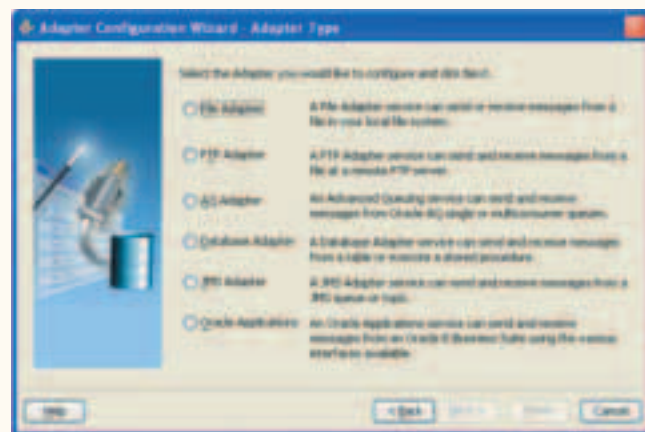 Adapter Configuration Wizard - Adapter Type
Select the Adapter you would like to configure and click Next.
File Adapter
A File Adapter service can send or receive messages from a
file in your local file system.
FTP Adapter
A FTP Adapter service can send and receive messages from a
file at a remote FTP server.
AQ Adapter
An Advanced Queuing service can send and receive
messages from Oracle AQ single or multiconsumer queues.
Database Adapter
A Database Adapter service can send and receive messages
from a table or execute a stored procedure.
JMS Adapter
A JMS Adapter service can send and receive messages from a
JMS queue or topic.
Oracle Applications
An Oracle Applications service can send and receive
messages from an Oracle E-Business Suite using the various
interfaces available.
Help
< Back
Cancel